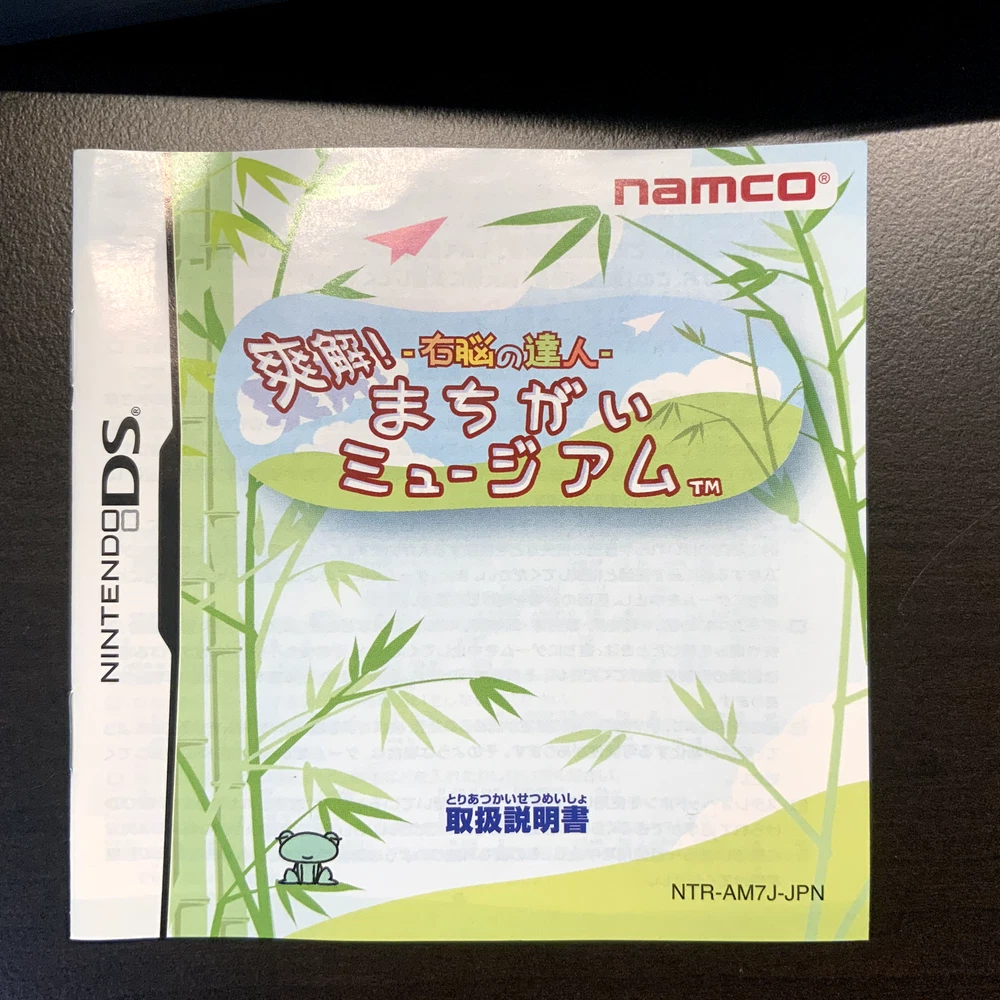 namco®
爽解!
-右脳の達人-
まちがい
ミュージアム™
NINTENDO DS®
とりあつかいせつめいしょ
取扱説明書
NTR-AM7J-JPN